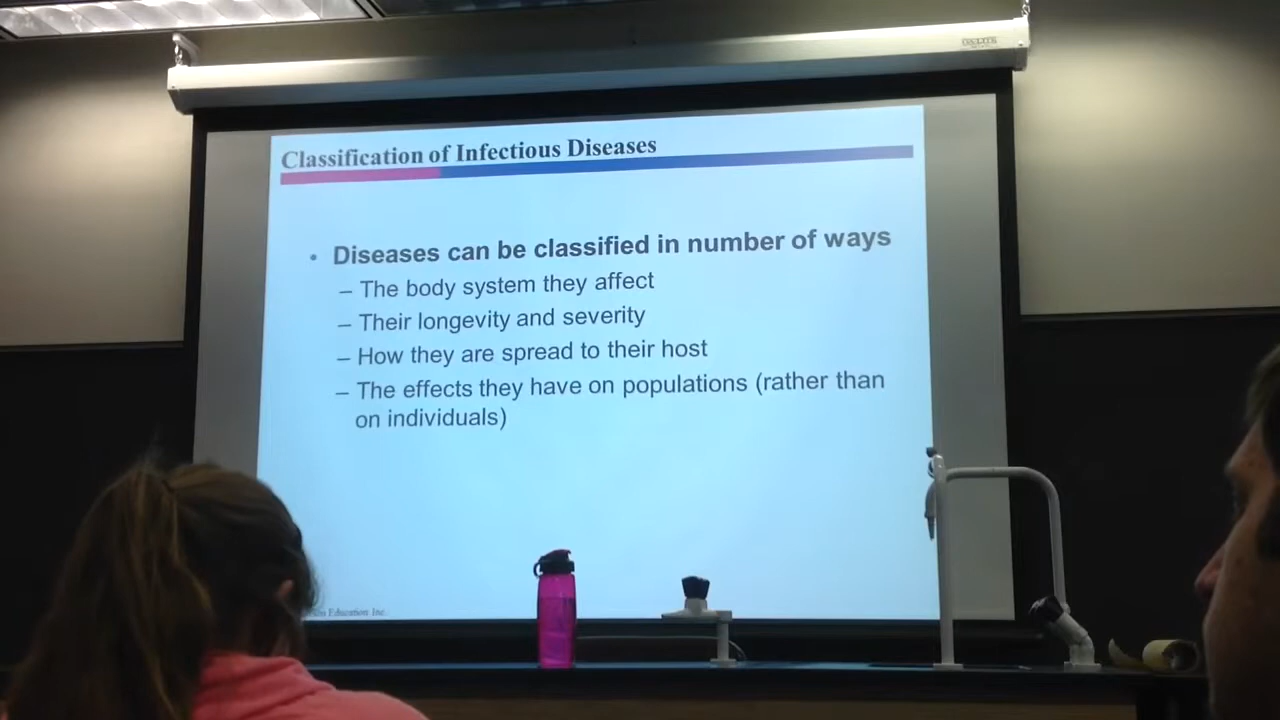 Classification of Infectious Diseases
• Diseases can be classified in number of ways
– The body system they affect
– Their longevity and severity
– How they are spread to their host
– The effects they have on populations (rather than
on individuals)
Education Inc.